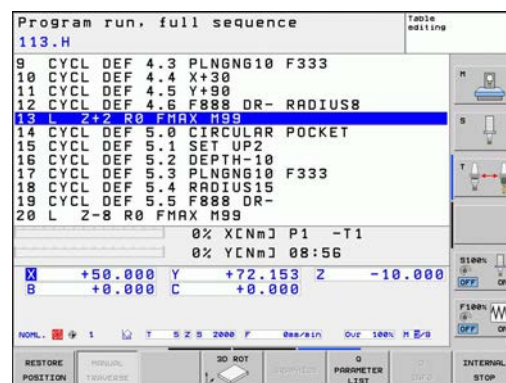 Program run, full sequence
Table
editing
113.H
9 CYCL DEF 4.3 PLNGNG10 F333
10 CYCL DEF 4.4 X+30
11 CYCL DEF 4.5 Y+90
12 CYCL DEF 4.6 F888 DR- RADIUS8
13 L Z+2 R0 FMAX M99
14 CYCL DEF 5.0 CIRCULAR POCKET
15 CYCL DEF 5.1 SET UP2
16 CYCL DEF 5.2 DEPTH-10
17 CYCL DEF 5.3 PLNGNG10 F333
18 CYCL DEF 5.4 RADIUS15
19 CYCL DEF 5.5 F888 DR-
20 L Z-8 R0 FMAX M99
0% X[Nm] P1 -T1
0% Y[Nm] 08:56
X +50.000 Y +72.153 Z -10.000
B +0.000 C +0.000
NOML. 1 T 5 Z S 2000 F 0mm/min Ovr 100% M 5/9
M
S
T
S100%
OFF ON
F100%
OFF ON
RESTORE
POSITION
MANUAL
TRAVERSE
3D ROT
Q
PARAMETER
LIST
INTERNAL
STOP